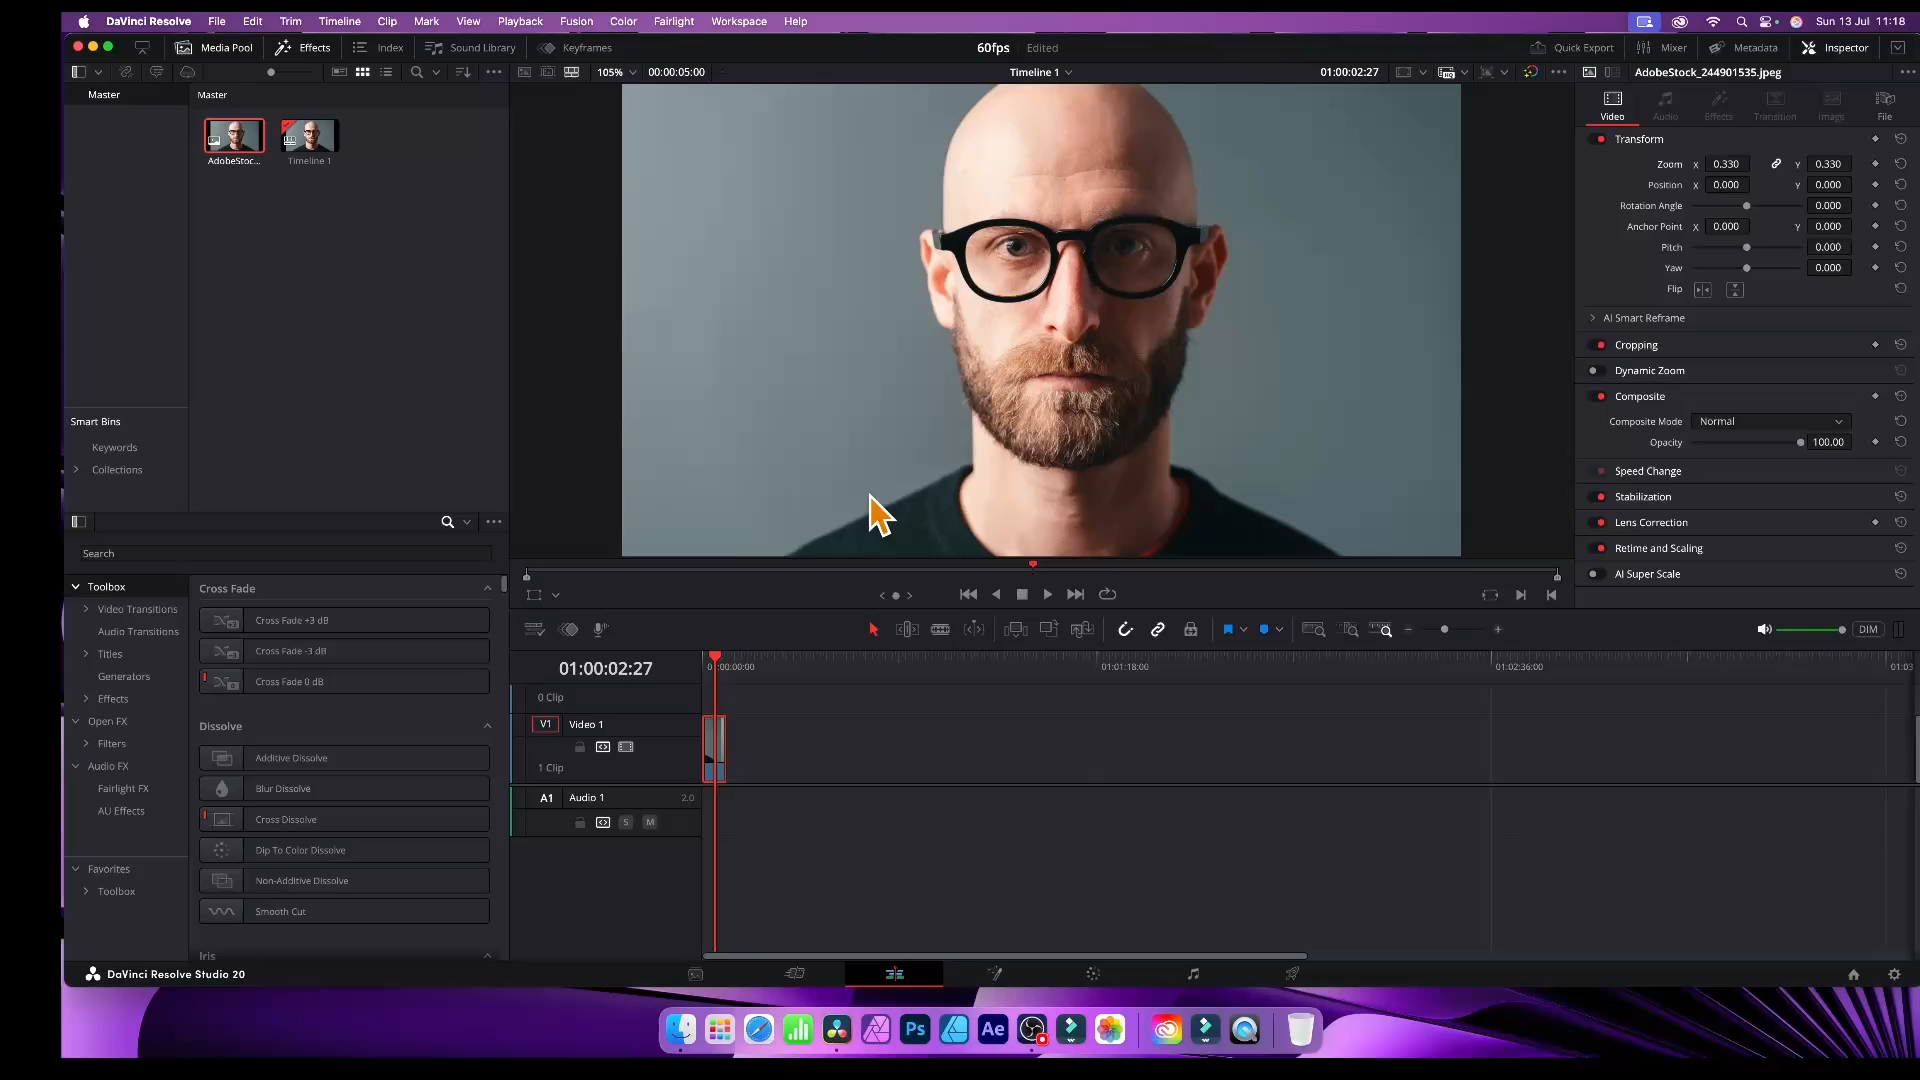 DaVinci Resolve File Edit Trim Timeline Clip Mark View Playback Fusion Color Fairlight Workspace Help Sun 13 Jul 11:18
Media Pool Effects Index Sound Library Keyframes 60fps Edited Quick Export Mixer Metadata Inspector
105% 00:00:05:00 Timeline 1 01:00:02:27 AdobeStock_244901535.jpeg
Master Master
Video Audio Effects Transition Image File
AdobeStoc... Timeline 1
Transform
Zoom X 0.330 Y 0.330
Position X 0.000 Y 0.000
Rotation Angle 0.000
Anchor Point X 0.000 Y 0.000
Pitch 0.000
Yaw 0.000
Flip
AI Smart Reframe
Cropping
Dynamic Zoom
Composite
Composite Mode Normal
Opacity 100.00
Speed Change
Stabilization
Lens Correction
Retime and Scaling
AI Super Scale
Smart Bins
Keywords
Collections
Search
Toolbox
Video Transitions
Audio Transitions
Titles
Generators
Effects
Open FX
Filters
Audio FX
Fairlight FX
AU Effects
Favorites
Toolbox
Cross Fade
Cross Fade +3 dB
Cross Fade -3 dB
Cross Fade 0 dB
Dissolve
Additive Dissolve
Blur Dissolve
Cross Dissolve
Dip To Color Dissolve
Non-Additive Dissolve
Smooth Cut
Iris
DIM
01:00:02:27 01:01:18:00 01:02:36:00
0 Clip
V1 Video 1
1 Clip
A1 Audio 1 2.0
S M
DaVinci Resolve Studio 20
Ps Ae